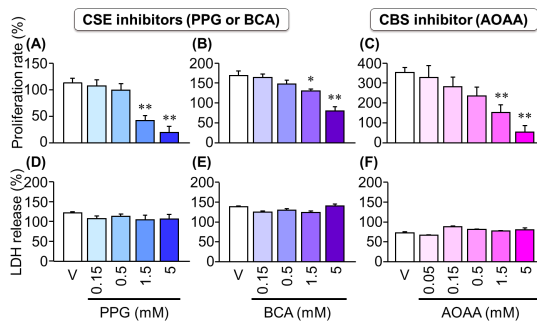 CSE inhibitors (PPG or BCA)
CBS inhibitor (AOAA)
(A)
(B)
(C)
Proliferation rate (%)
150
100
50
0
** **
200
150
100
50
0
* **
400
300
200
100
0
** **
(D)
(E)
(F)
LDH release (%)
200
150
100
50
0
200
150
100
50
0
200
150
100
50
0
V
0.15
0.5
1.5
5
V
0.15
0.5
1.5
5
V
0.05
0.15
0.5
1.5
5
PPG (mM)
BCA (mM)
AOAA (mM)